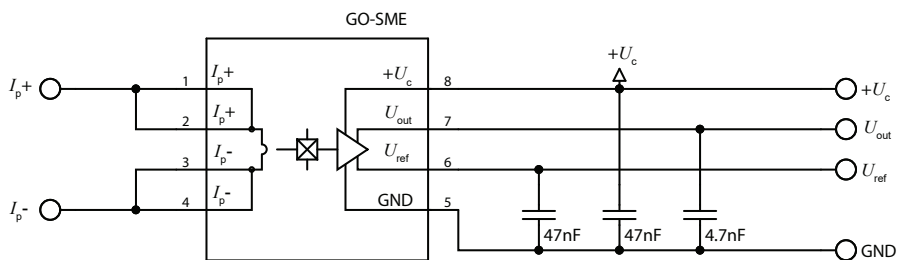 GO-SME
+Uc
Ip+ 1 Ip+ +Uc 8 +Uc
2 Ip+ Uout 7 Uout
3 Ip- Uref 6 Uref
Ip- 4 Ip- GND 5
47nF 47nF 4.7nF GND